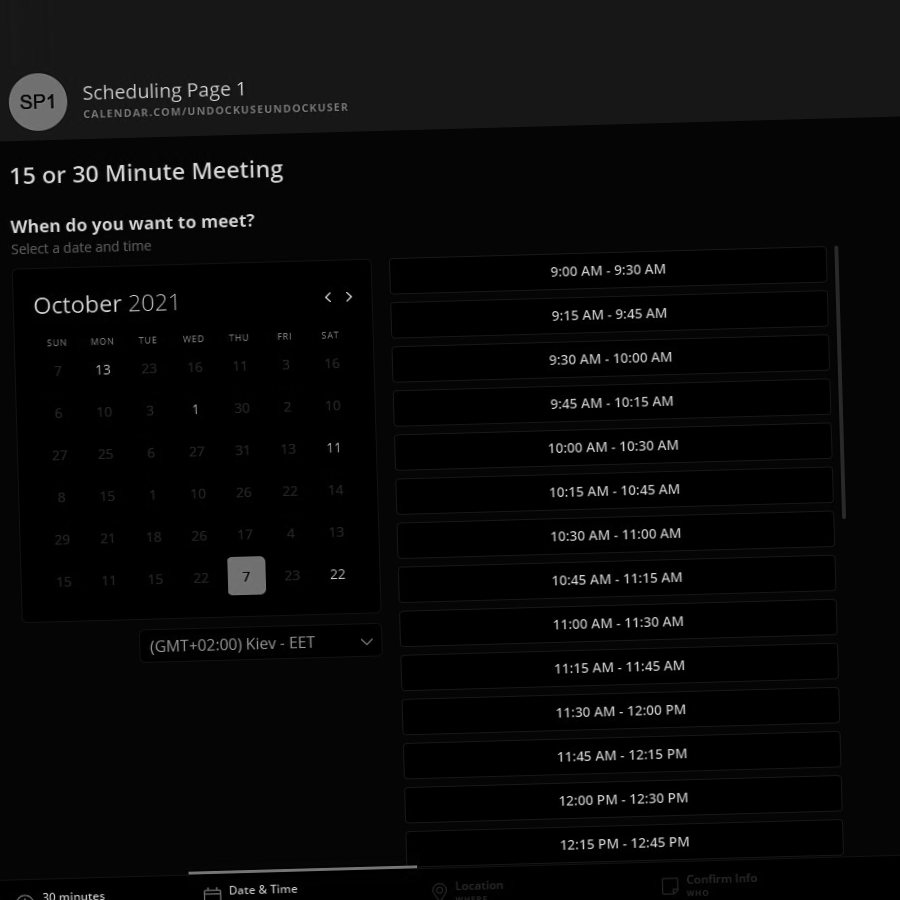 SP1
Scheduling Page 1
CALENDAR.COM/UNDOCKUSEUNDOCKUSER
15 or 30 Minute Meeting
When do you want to meet?
Select a date and time
October 2021
SUN MON TUE WED THU FRI SAT
7 13 23 16 11 3 16
6 10 3 1 30 2 10
27 25 6 27 31 13 11
8 15 1 10 26 22 14
29 21 18 26 17 4 13
15 11 15 22 7 23 22
(GMT+02:00) Kiev - EET
9:00 AM - 9:30 AM
9:15 AM - 9:45 AM
9:30 AM - 10:00 AM
9:45 AM - 10:15 AM
10:00 AM - 10:30 AM
10:15 AM - 10:45 AM
10:30 AM - 11:00 AM
10:45 AM - 11:15 AM
11:00 AM - 11:30 AM
11:15 AM - 11:45 AM
11:30 AM - 12:00 PM
11:45 AM - 12:15 PM
12:00 PM - 12:30 PM
12:15 PM - 12:45 PM
30 minutes
Date & Time
Location
WHERE
Confirm Info
WHO